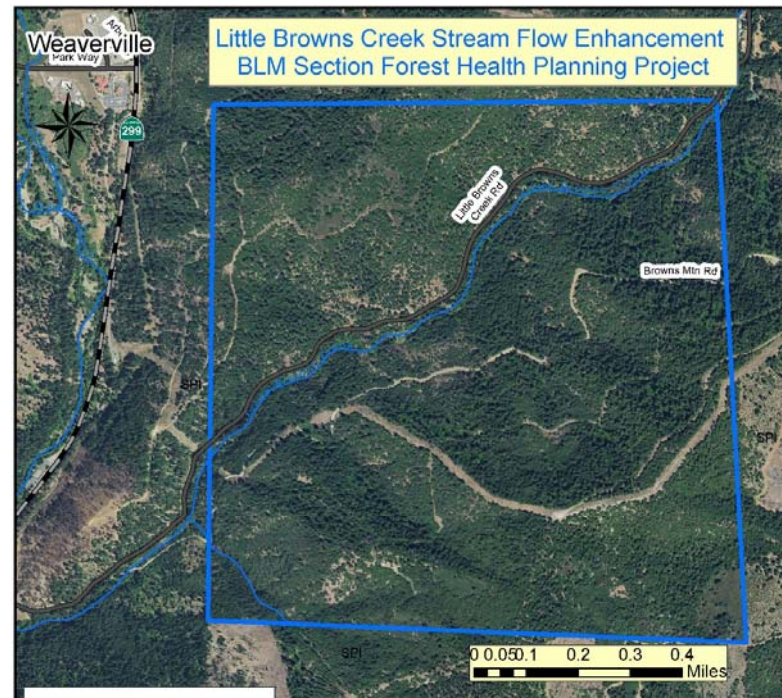 Little Browns Creek Stream Flow Enhancement
BLM Section Forest Health Planning Project
Weaverville
Park Way
299
Little Browns
Creek Rd
Browns Mtn Rd
SPI
SPI
SPI
0 0.05 0.1 0.2 0.3 0.4
Miles